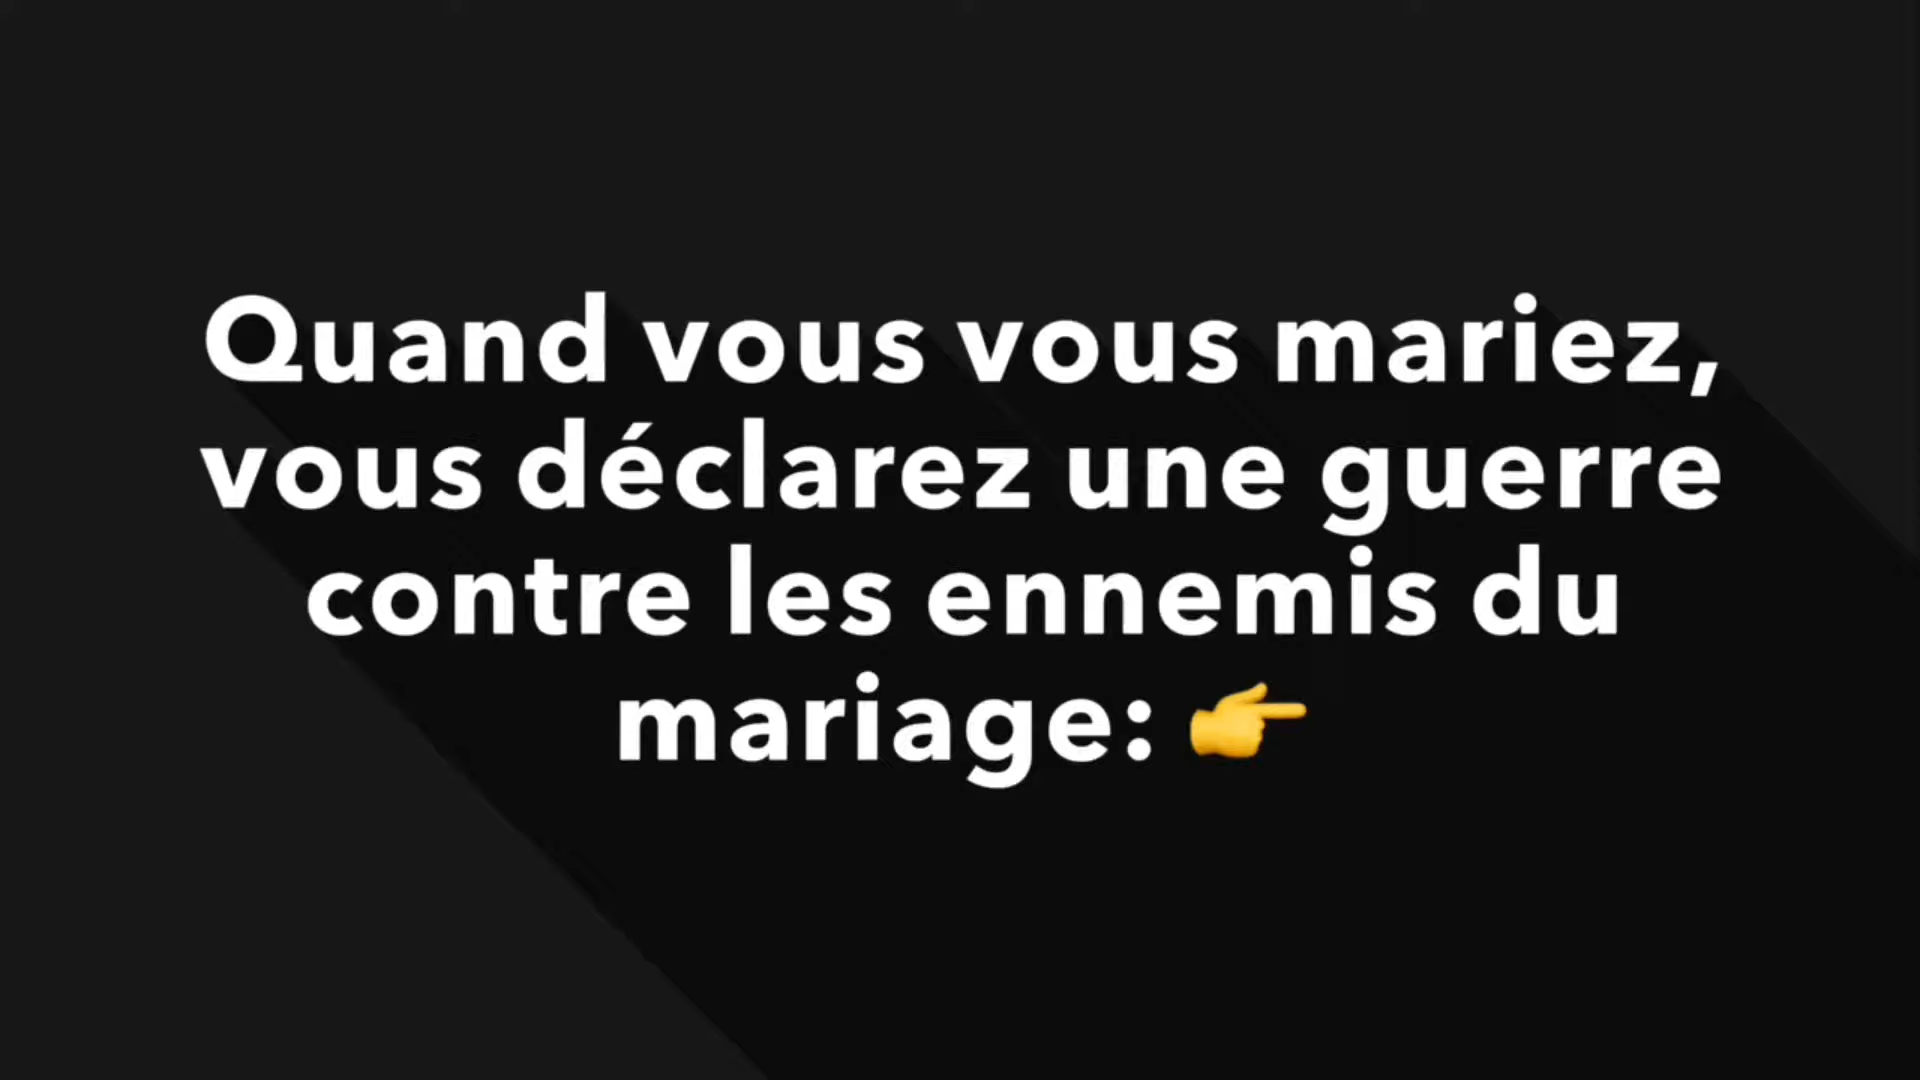 Quand vous vous mariez,
vous déclarez une guerre
contre les ennemis du
mariage: 👉